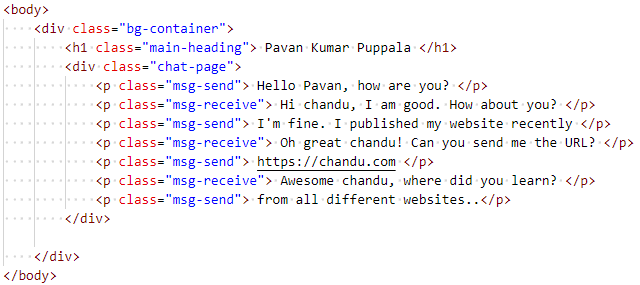 <body>
<div class="bg-container">
<h1 class="main-heading"> Pavan Kumar Puppala </h1>
<div class="chat-page">
<p class="msg-send"> Hello Pavan, how are you? </p>
<p class="msg-receive"> Hi chandu, I am good. How about you? </p>
<p class="msg-send"> I'm fine. I published my website recently </p>
<p class="msg-receive"> Oh great chandu! Can you send me the URL? </p>
<p class="msg-send"> https://chandu.com </p>
<p class="msg-receive"> Awesome chandu, where did you learn? </p>
<p class="msg-send"> from all different websites..</p>
</div>
</div>
</body>